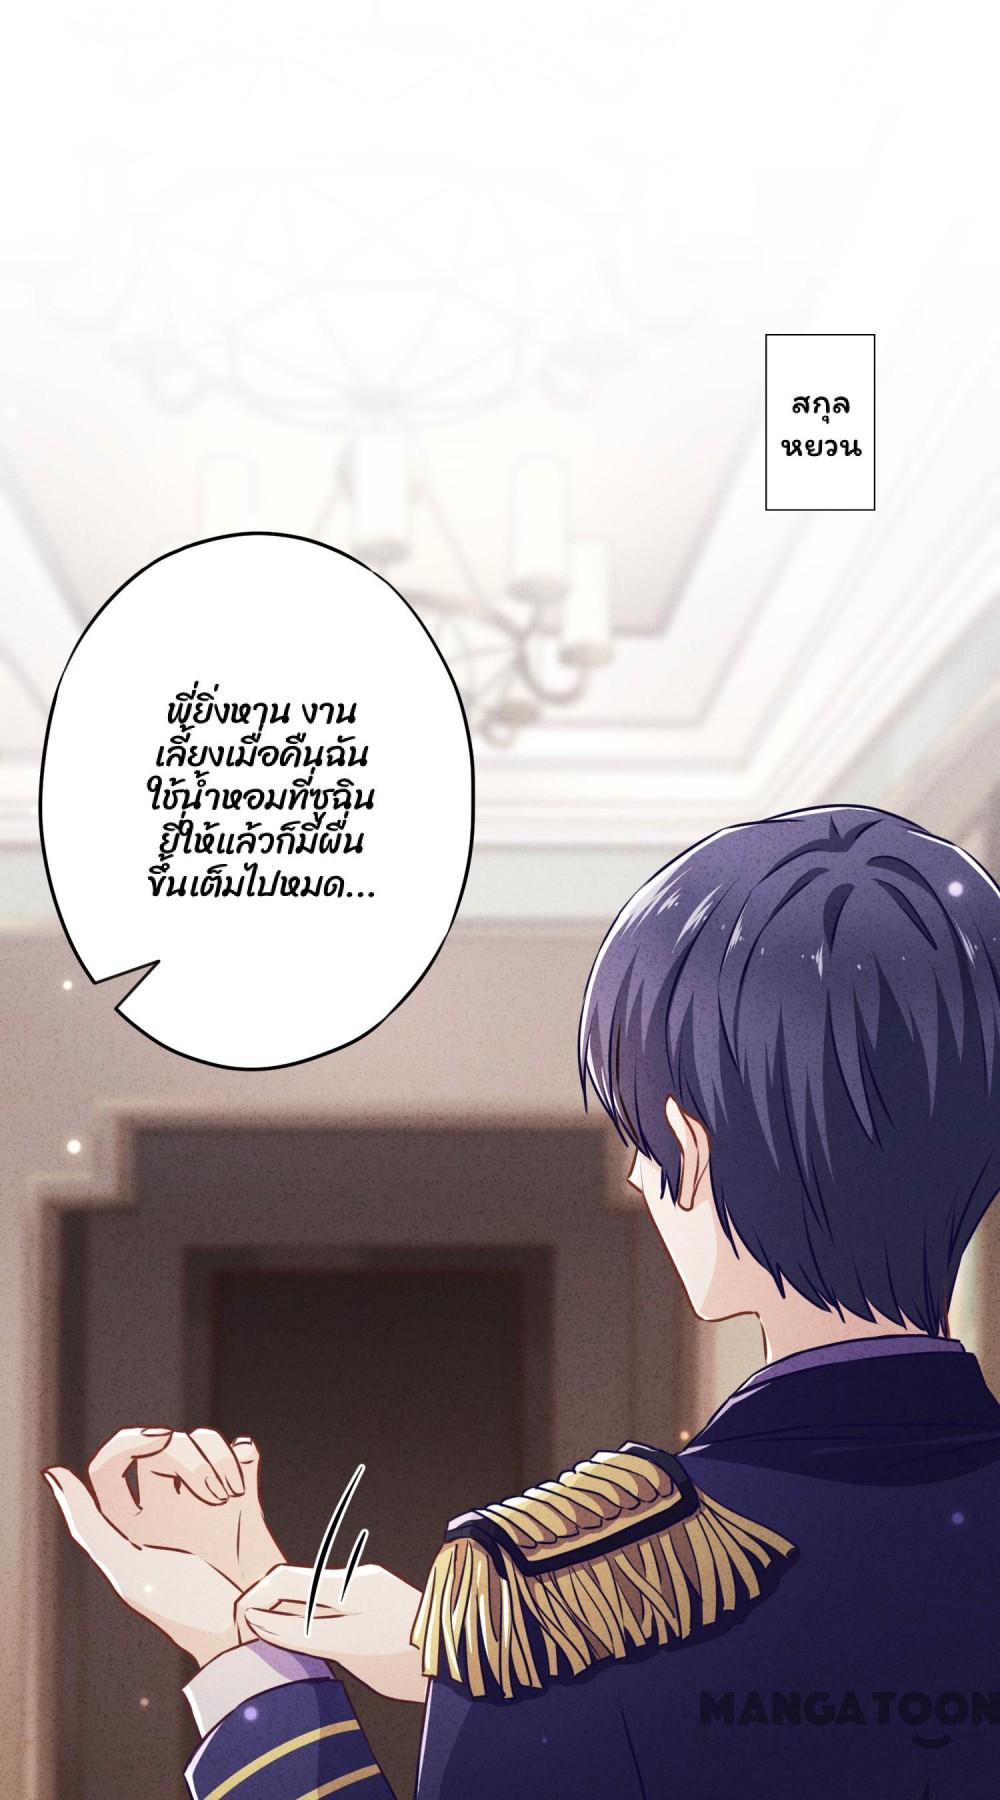 สกุล
หยวน
พี่ยิ่งหาน งาน
เลี้ยงเมื่อคืนฉัน
ใช้น้ำหอมที่ซูฉิน
ยี่ให้แล้วก็มีผื่น
ขึ้นเต็มไปหมด...
MANGATOON